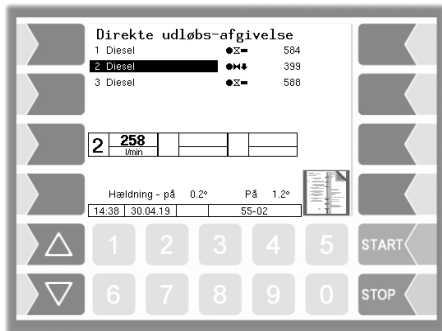 Direkte udløbs-afgivelse
1 Diesel 584
2 Diesel 399
3 Diesel 588
2 258
l/min
Hældning - på 0.2° På 1.2°
14:38 30.04.19 55-02
1 2 3 4 5 START
6 7 8 9 0 STOP